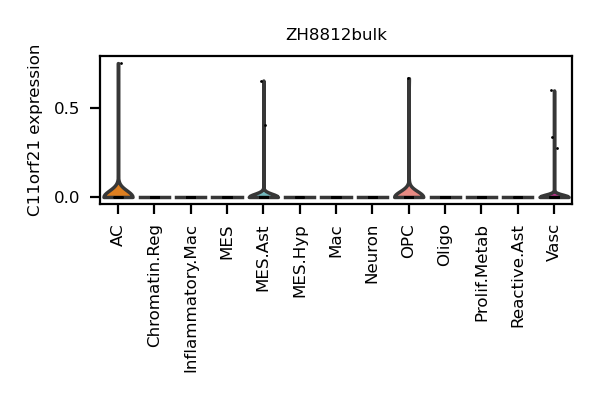 ZH8812bulk
C11orf21 expression
0.5
0.0
AC
Chromatin.Reg
Inflammatory.Mac
MES
MES.Ast
MES.Hyp
Mac
Neuron
OPC
Oligo
Prolif.Metab
Reactive.Ast
Vasc